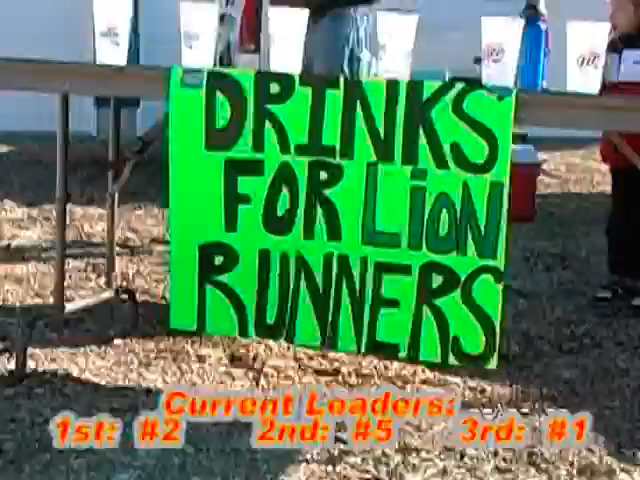 DRINKS
FOR LiON
RUNNERS
Current Leaders:
1st: #2 2nd: #5 3rd: #1